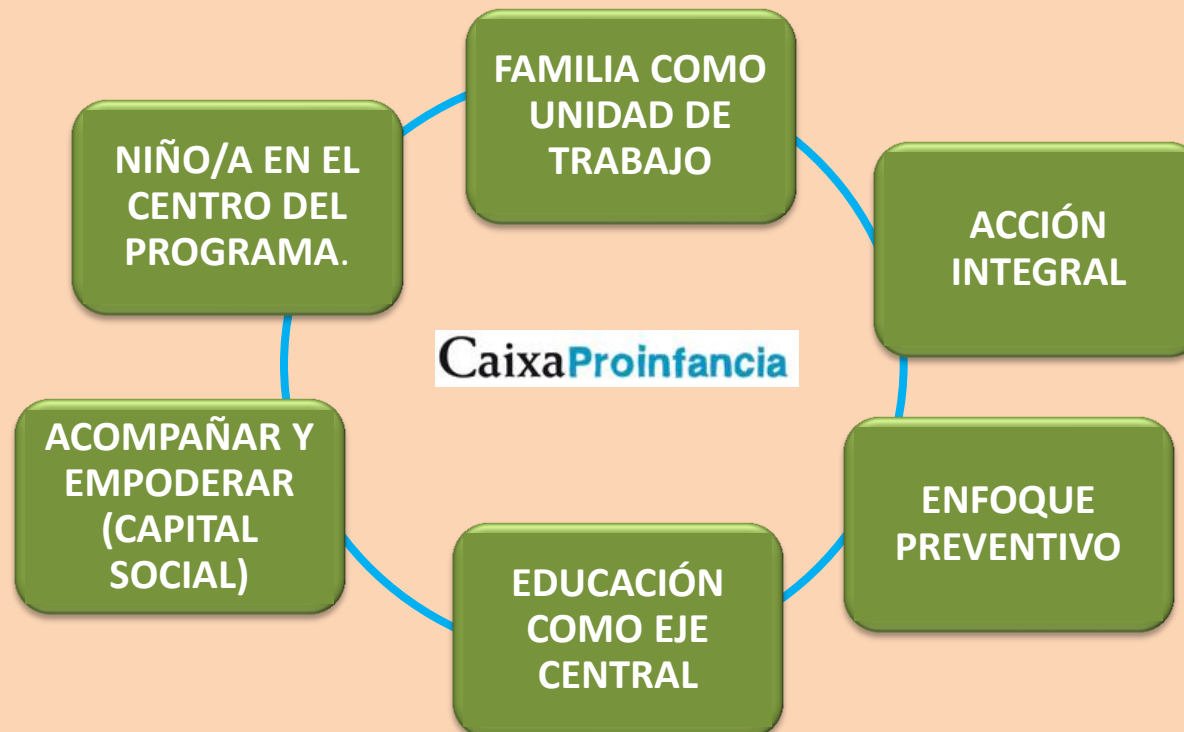 FAMILIA COMO
UNIDAD DE
TRABAJO
NIÑO/A EN EL
CENTRO DEL
PROGRAMA.
ACCIÓN
INTEGRAL
CaixaProinfancia
ACOMPAÑAR Y
EMPODERAR
(CAPITAL
SOCIAL)
ENFOQUE
PREVENTIVO
EDUCACIÓN
COMO EJE
CENTRAL